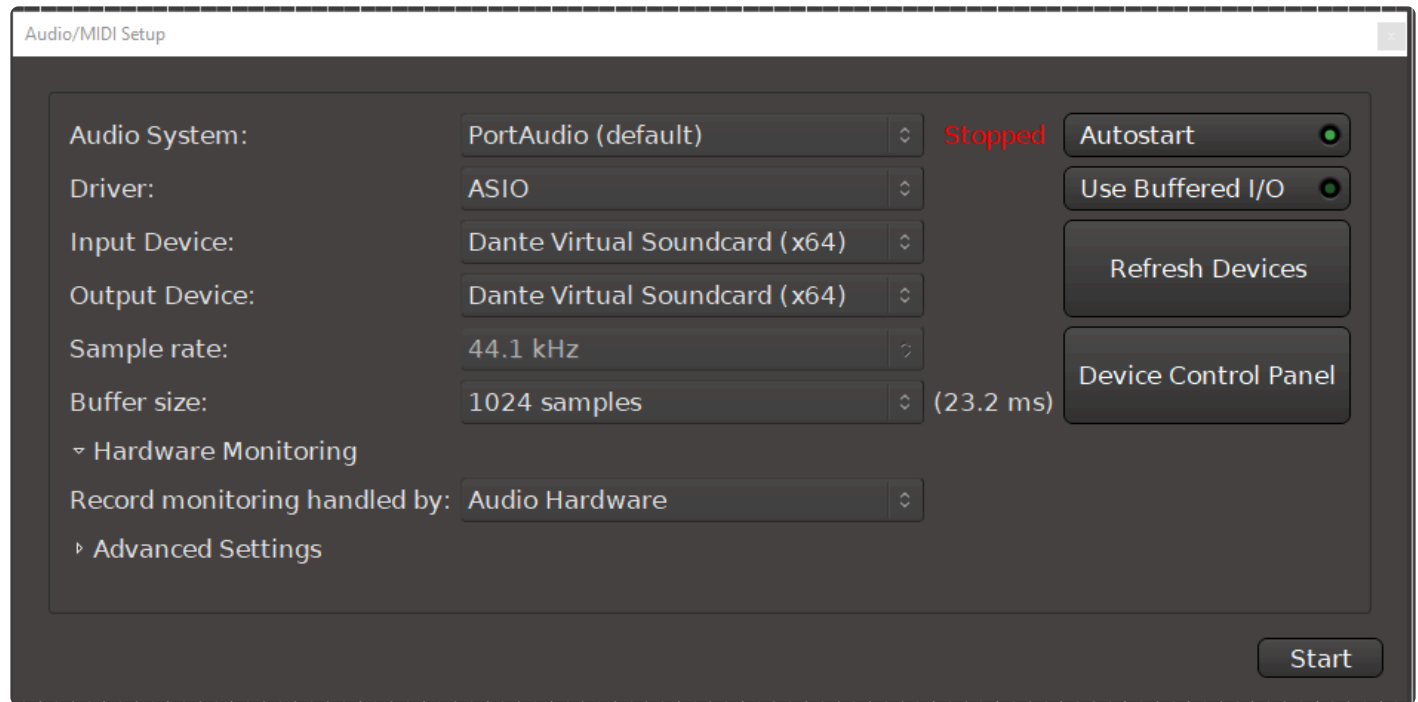 Audio/MIDI Setup
x
Audio System: PortAudio (default) Stopped Autostart
Driver: ASIO Use Buffered I/O
Input Device: Dante Virtual Soundcard (x64)
Refresh Devices
Output Device: Dante Virtual Soundcard (x64)
Sample rate: 44.1 kHz
Device Control Panel
Buffer size: 1024 samples (23.2 ms)
Hardware Monitoring
Record monitoring handled by: Audio Hardware
Advanced Settings
Start